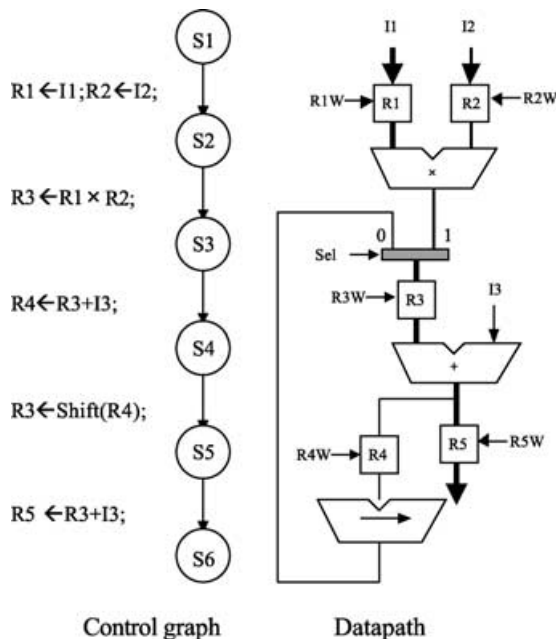 S1
R1←I1;R2←I2;
S2
R3←R1 × R2;
S3
R4←R3+I3;
S4
R3←Shift(R4);
S5
R5 ←R3+I3;
S6
Control graph
I1
I2
R1W
R1
R2
R2W
×
0
1
Sel
R3W
R3
I3
+
R4W
R4
R5
R5W
Datapath